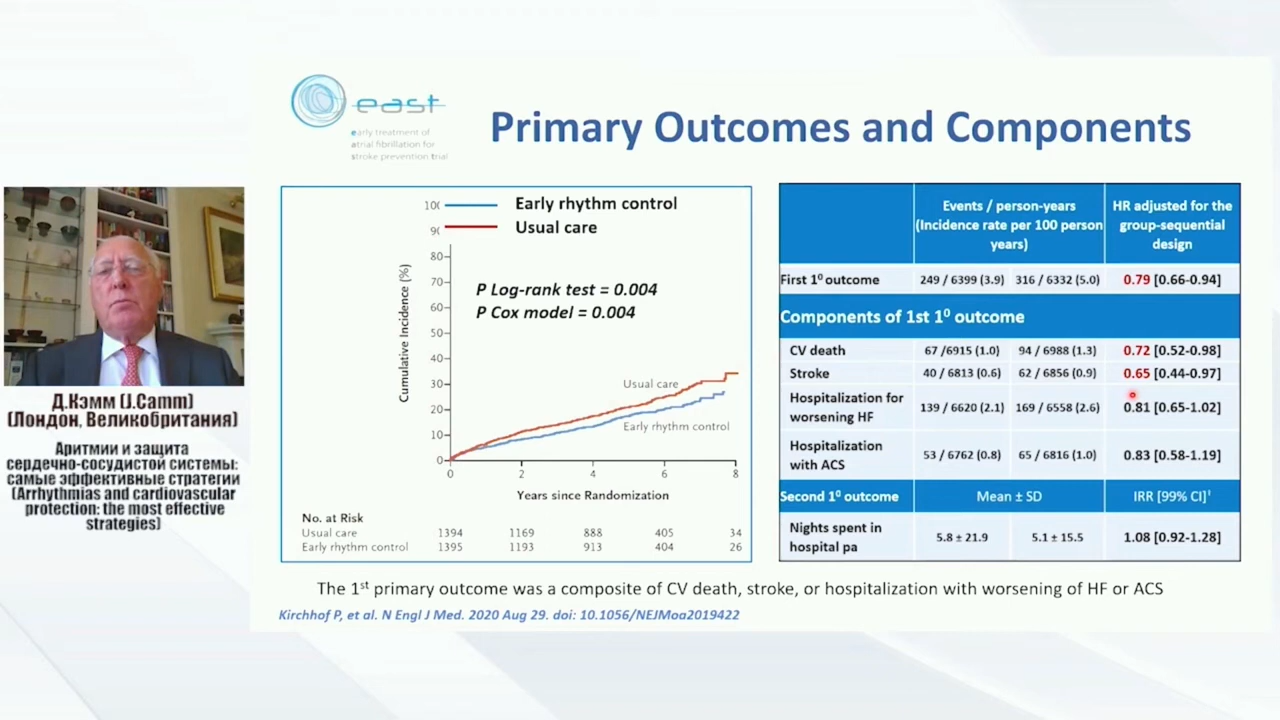 east
early treatment of
atrial fibrillation for
stroke prevention trial
Primary Outcomes and Components
Д.Кэмм (J.Camm)
(Лондон, Великобритания)
Аритмии и защита
сердечно-сосудистой системы:
самые эффективные стратегии
(Arrhythmias and cardiovascular
protection: the most effective
strategies)
Early rhythm control
Usual care
P Log-rank test = 0.004
P Cox model = 0.004
Cumulative Incidence (%)
100
90
80
70
60
50
40
30
20
10
0
Usual care
Early rhythm control
0 2 4 6 8
Years since Randomization
No. at Risk
Usual care 1394 1169 888 405 34
Early rhythm control 1395 1193 913 404 26
Events / person-years
(Incidence rate per 100 person
years)
HR adjusted for the
group-sequential
design
First 1⁰ outcome 249 / 6399 (3.9) 316 / 6332 (5.0) 0.79 [0.66-0.94)
Components of 1st 1⁰ outcome
CV death 67 /6915 (1.0) 94 / 6988 (1.3) 0.72 [0.52-0.98)
Stroke 40 / 6813 (0.6) 62 / 6856 (0.9) 0.65 [0.44-0.97)
Hospitalization for
worsening HF 139 / 6620 (2.1) 169 / 6558 (2.6) 0.81 [0.65-1.02)
Hospitalization
with ACS 53 / 6762 (0.8) 65 / 6816 (1.0) 0.83 [0.58-1.19)
Second 1⁰ outcome Mean ± SD IRR [99% CI]
Nights spent in
hospital pa 5.8 ± 21.9 5.1 ± 15.5 1.08 [0.92-1.28)
The 1st primary outcome was a composite of CV death, stroke, or hospitalization with worsening of HF or ACS
Kirchhof P, et al. N Engl J Med. 2020 Aug 29. doi: 10.1056/NEJMoa2019422